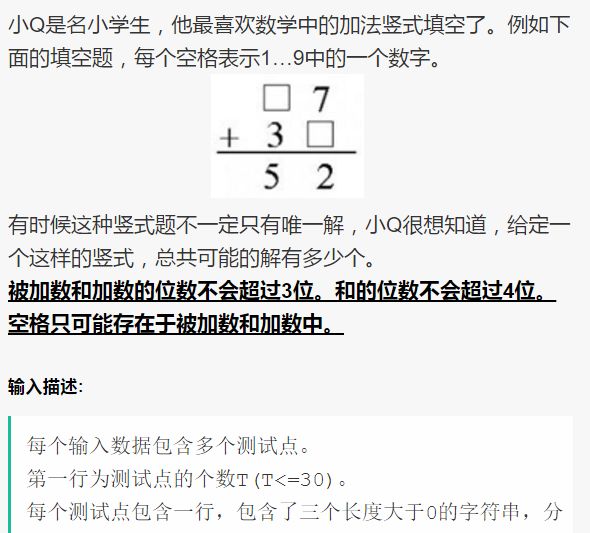 小Q是名小学生，他最喜欢数学中的加法竖式填空了。例如下
面的填空题，每个空格表示1…9中的一个数字。
□ 7
+ 3 □
5 2
有时候这种竖式题不一定只有唯一解，小Q很想知道，给定一
个这样的竖式，总共可能的解有多少个。
被加数和加数的位数不会超过3位。和的位数不会超过4位。
空格只可能存在于被加数和加数中。
输入描述:
每个输入数据包含多个测试点。
第一行为测试点的个数T(T<=30)。
每个测试点包含一行，包含了三个长度大于0的字符串，分